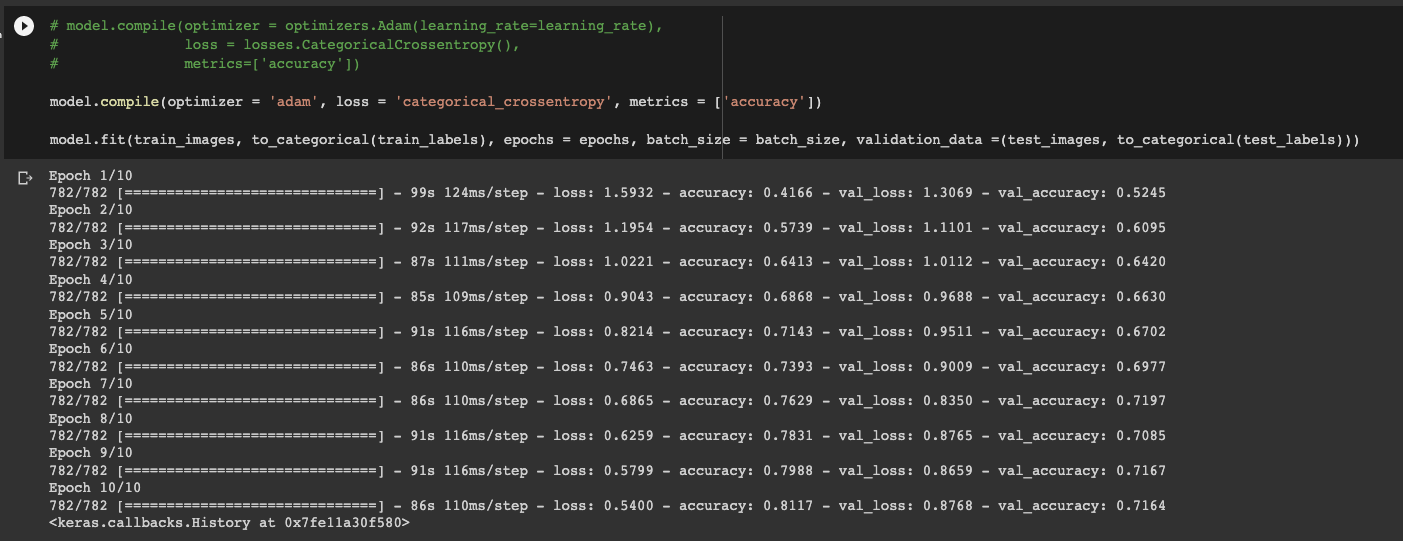 # model.compile(optimizer = optimizers.Adam(learning_rate=learning_rate),
#               loss = losses.CategoricalCrossentropy(),
#               metrics=['accuracy'])
model.compile(optimizer = 'adam', loss = 'categorical_crossentropy', metrics = ['accuracy'])
model.fit(train_images, to_categorical(train_labels), epochs = epochs, batch_size = batch_size, validation_data =(test_images, to_categorical(test_labels)))
Epoch 1/10
782/782 [==============================] - 99s 124ms/step - loss: 1.5932 - accuracy: 0.4166 - val_loss: 1.3069 - val_accuracy: 0.5245
Epoch 2/10
782/782 [==============================] - 92s 117ms/step - loss: 1.1954 - accuracy: 0.5739 - val_loss: 1.1101 - val_accuracy: 0.6095
Epoch 3/10
782/782 [==============================] - 87s 111ms/step - loss: 1.0221 - accuracy: 0.6413 - val_loss: 1.0112 - val_accuracy: 0.6420
Epoch 4/10
782/782 [==============================] - 85s 109ms/step - loss: 0.9043 - accuracy: 0.6868 - val_loss: 0.9688 - val_accuracy: 0.6630
Epoch 5/10
782/782 [==============================] - 91s 116ms/step - loss: 0.8214 - accuracy: 0.7143 - val_loss: 0.9511 - val_accuracy: 0.6702
Epoch 6/10
782/782 [==============================] - 86s 110ms/step - loss: 0.7463 - accuracy: 0.7393 - val_loss: 0.9009 - val_accuracy: 0.6977
Epoch 7/10
782/782 [==============================] - 86s 110ms/step - loss: 0.6865 - accuracy: 0.7629 - val_loss: 0.8350 - val_accuracy: 0.7197
Epoch 8/10
782/782 [==============================] - 91s 116ms/step - loss: 0.6259 - accuracy: 0.7831 - val_loss: 0.8765 - val_accuracy: 0.7085
Epoch 9/10
782/782 [==============================] - 91s 116ms/step - loss: 0.5799 - accuracy: 0.7988 - val_loss: 0.8659 - val_accuracy: 0.7167
Epoch 10/10
782/782 [==============================] - 86s 110ms/step - loss: 0.5400 - accuracy: 0.8117 - val_loss: 0.8768 - val_accuracy: 0.7164
<keras.callbacks.History at 0x7fe11a30f580>